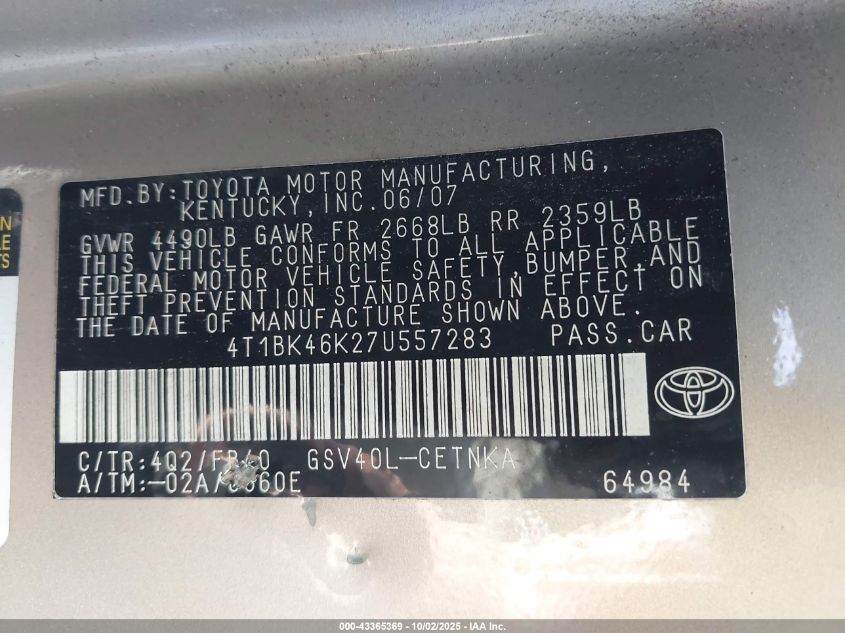 MFD. BY: TOYOTA MOTOR MANUFACTURING,
KENTUCKY, INC. 06/07
GVWR 4490LB GAWR FR 2668LB RR 2359LB
THIS VEHICLE CONFORMS TO ALL APPLICABLE
FEDERAL MOTOR VEHICLE SAFETY, BUMPER, AND
THEFT PREVENTION STANDARDS IN EFFECT ON
THE DATE OF MANUFACTURE SHOWN ABOVE.
4T1BK46K27U557283 PASS.CAR
C/TR: 4Q2/ GSV40L-CETNKA
A/TM:-02A/ 64984
000-43365369 - 10/02/2025 - IAA Inc.